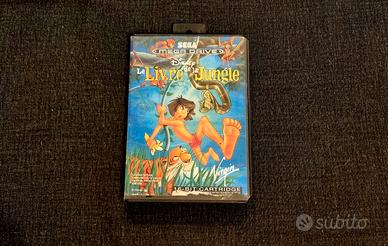 SEGA
MEGA DRIVE
Disney
Le Livre de la Jungle
Virgin
16-BIT CARTRIDGE
subito